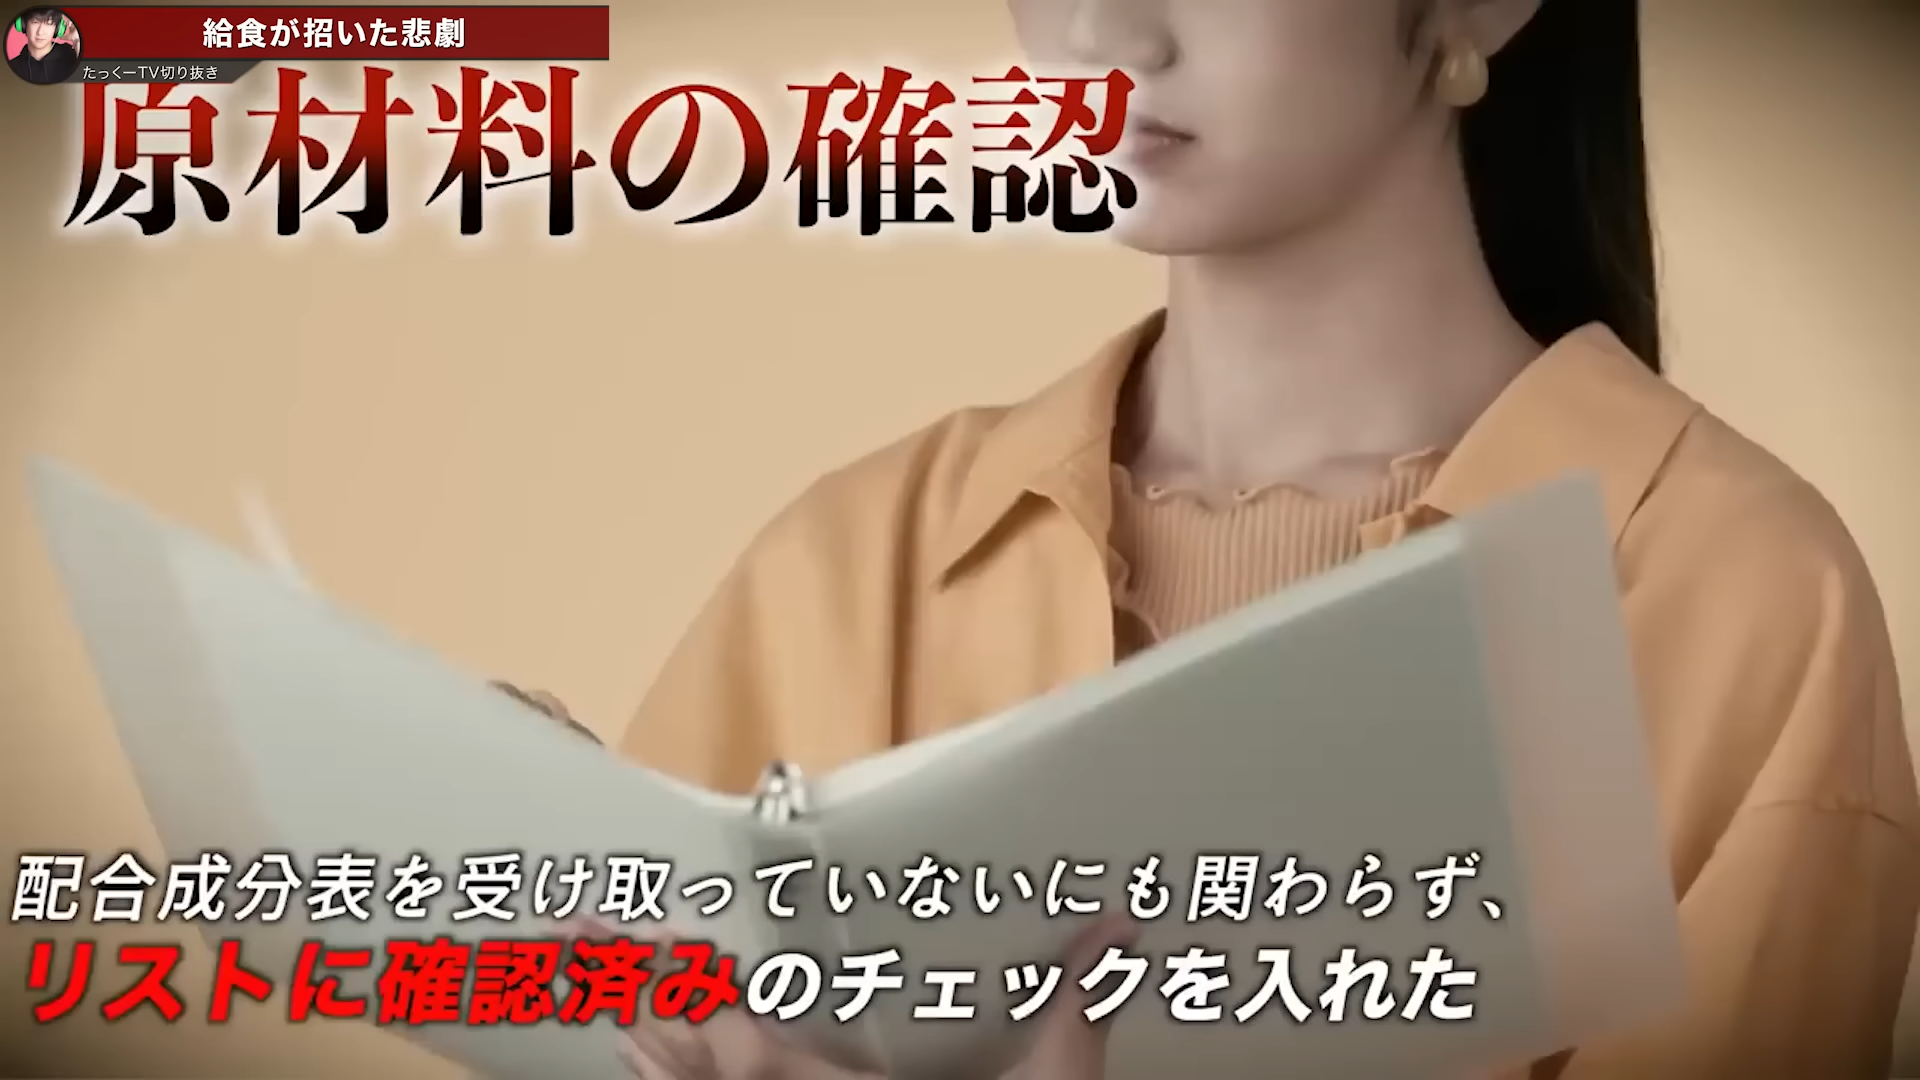 給食が招いた悲劇
たっくーTV切り抜き
原材料の確認
配合成分表を受け取っていないにも関わらず、
リストに確認済みのチェックを入れた